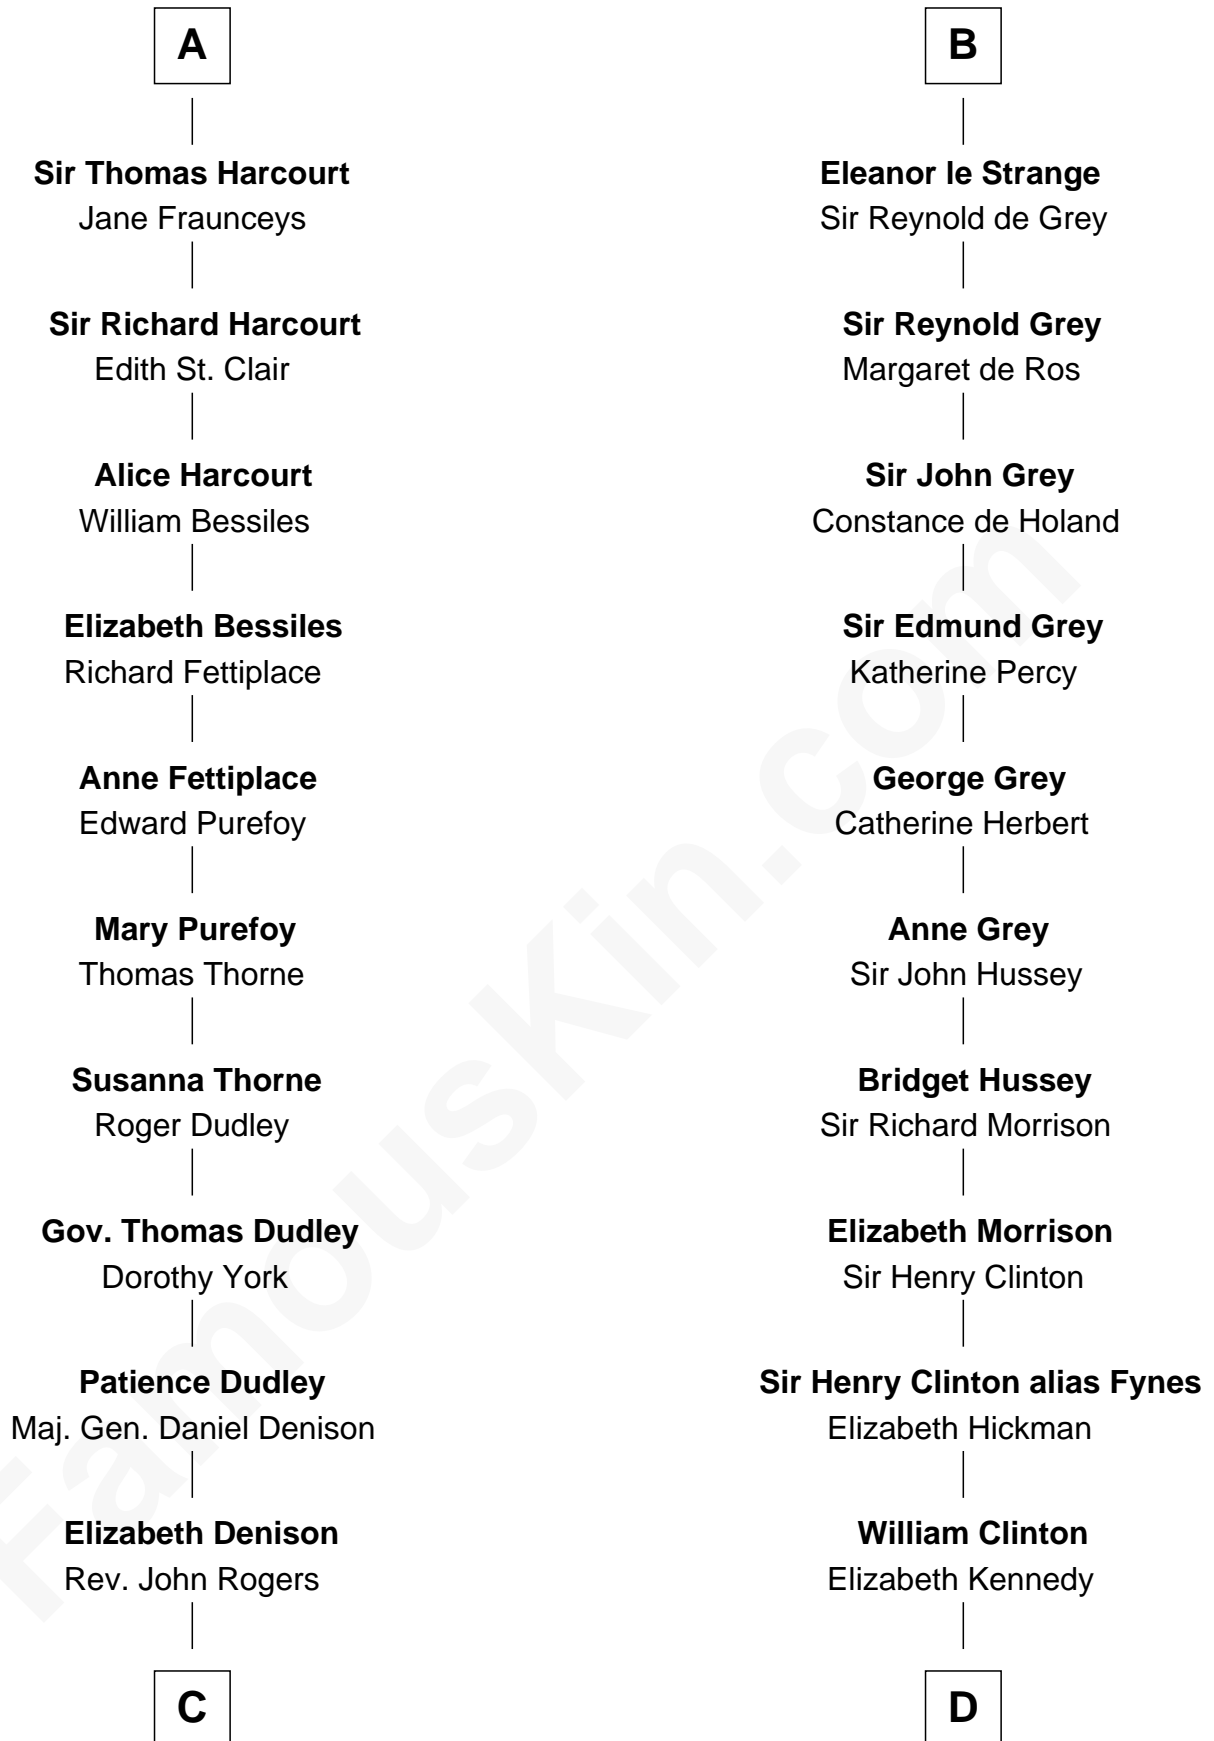 A
Sir Thomas Harcourt
Jane Fraunceys
Sir Richard Harcourt
Edith St. Clair
Alice Harcourt
William Bessiles
Elizabeth Bessiles
Richard Fettiplace
Anne Fettiplace
Edward Purefoy
Mary Purefoy
Thomas Thorne
Susanna Thorne
Roger Dudley
Gov. Thomas Dudley
Dorothy York
Patience Dudley
Maj. Gen. Daniel Denison
Elizabeth Denison
Rev. John Rogers
C
B
Eleanor le Strange
Sir Reynold de Grey
Sir Reynold Grey
Margaret de Ros
Sir John Grey
Constance de Holand
Sir Edmund Grey
Katherine Percy
George Grey
Catherine Herbert
Anne Grey
Sir John Hussey
Bridget Hussey
Sir Richard Morrison
Elizabeth Morrison
Sir Henry Clinton
Sir Henry Clinton alias Fynes
Elizabeth Hickman
William Clinton
Elizabeth Kennedy
D
FamousKin.com